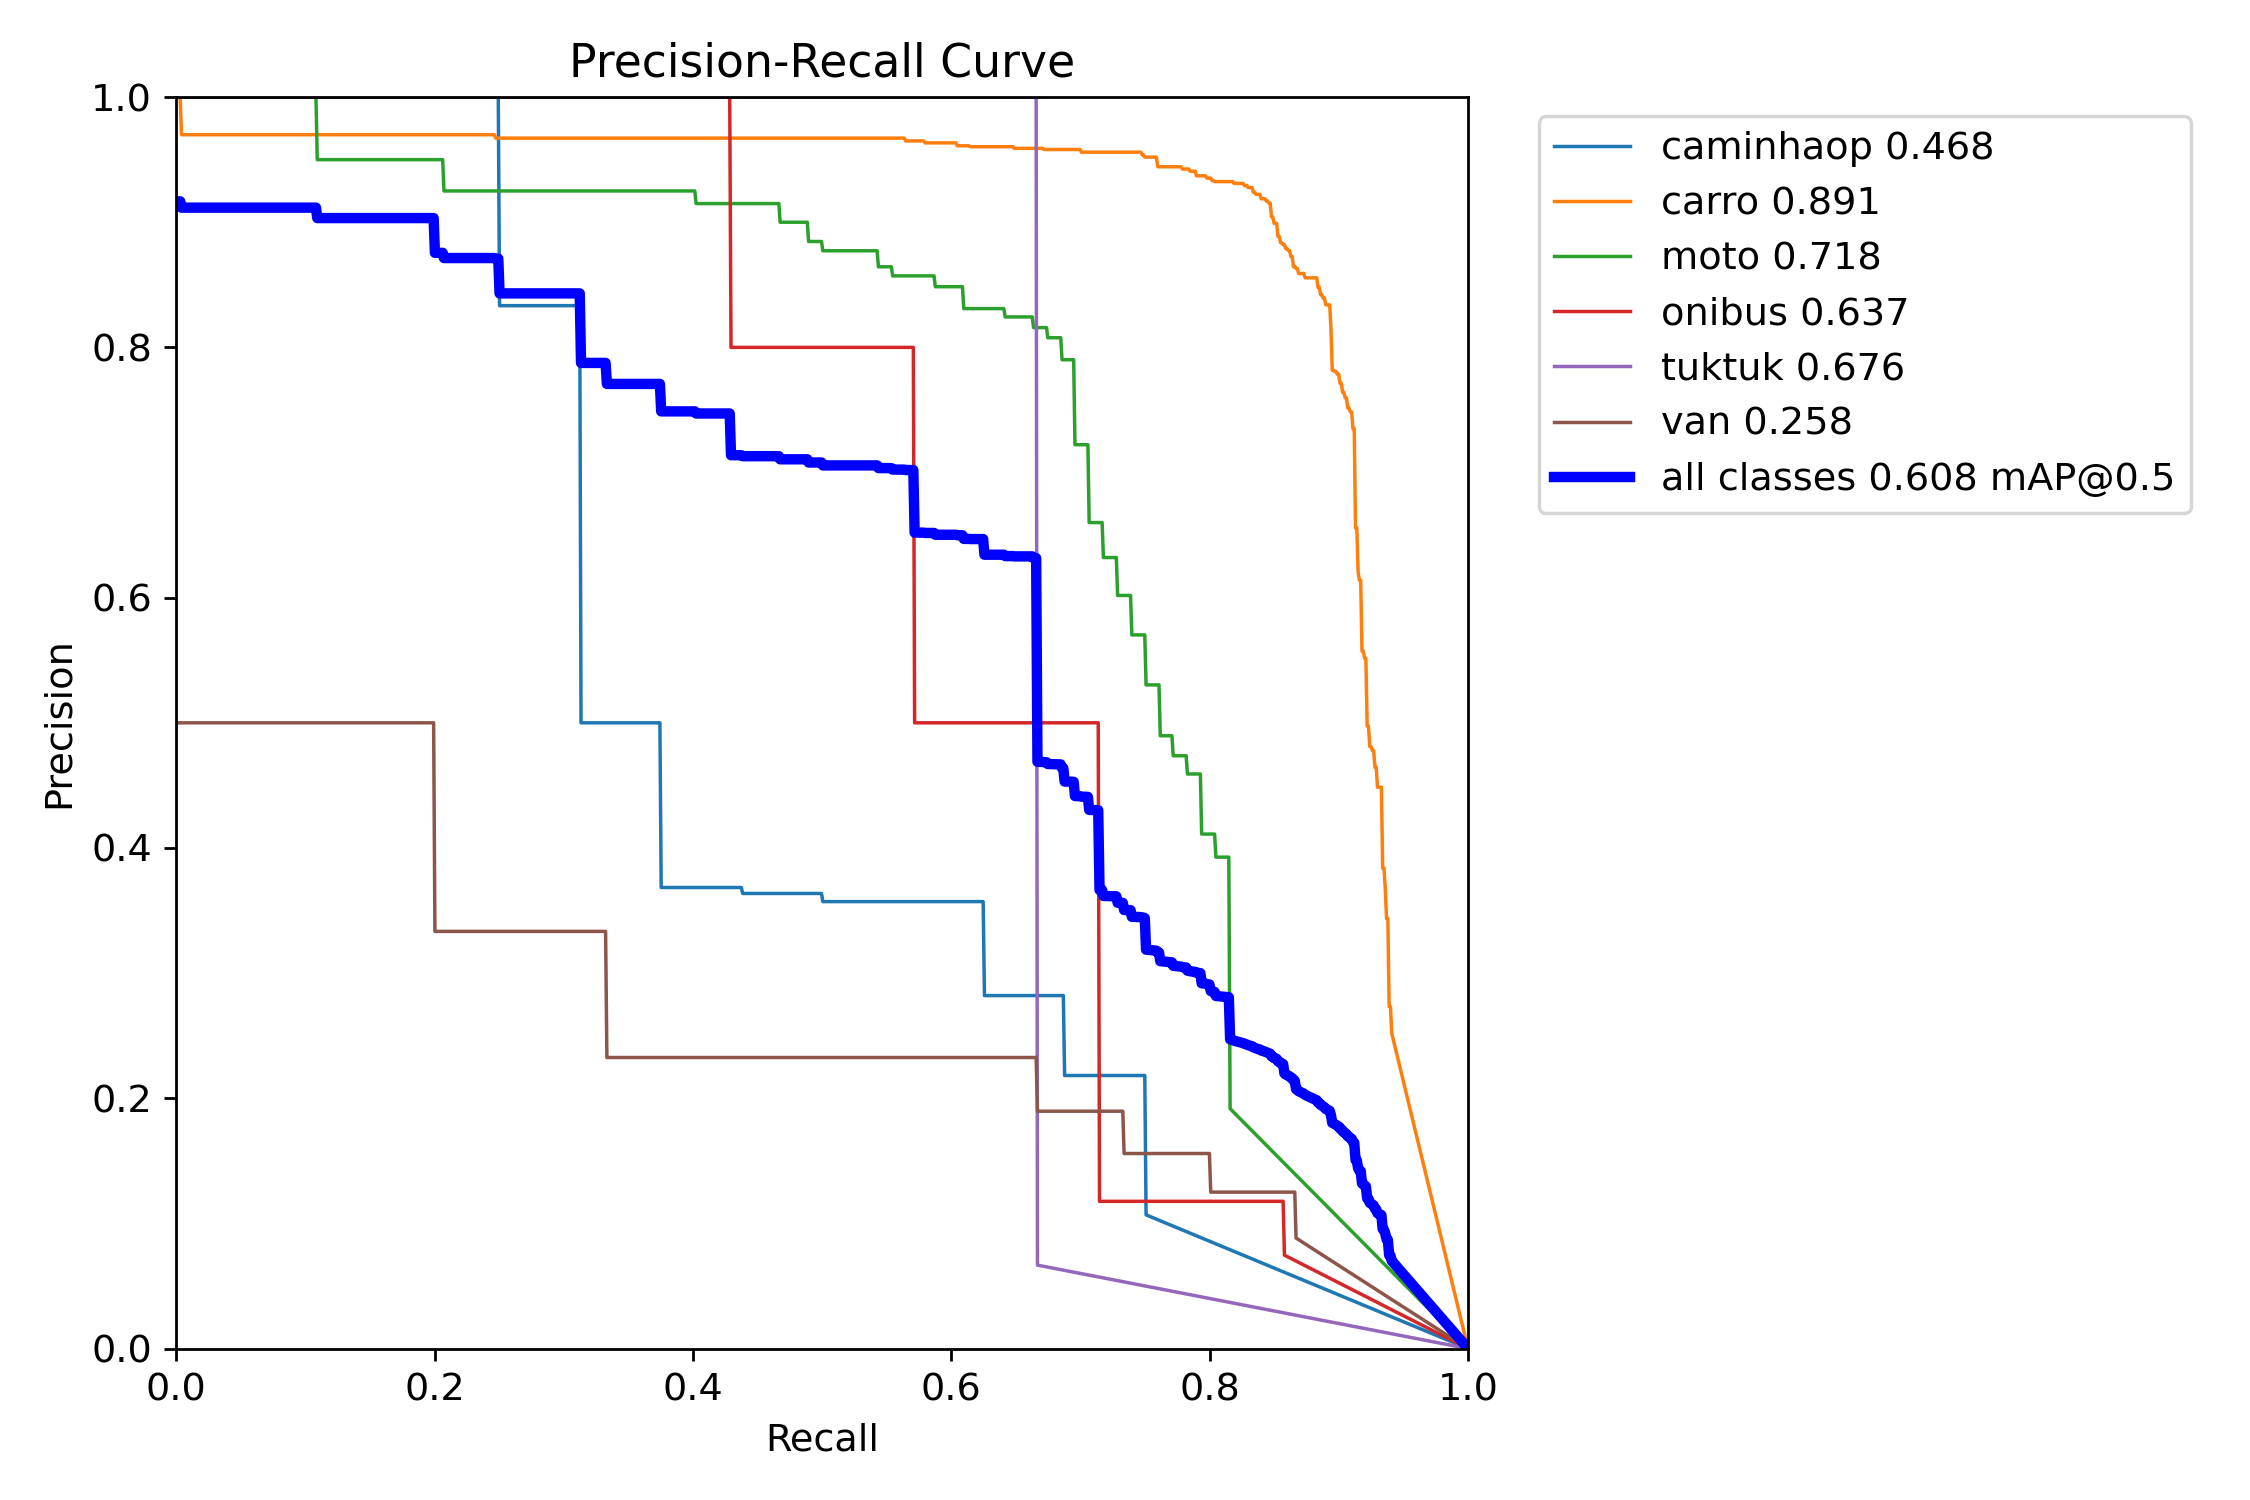 Precision-Recall Curve
1.0
0.8
0.6
0.4
0.2
0.0
Precision
0.0 0.2 0.4 0.6 0.8 1.0
Recall
caminhaop 0.468
carro 0.891
moto 0.718
onibus 0.637
tuktuk 0.676
van 0.258
all classes 0.608 mAP@0.5